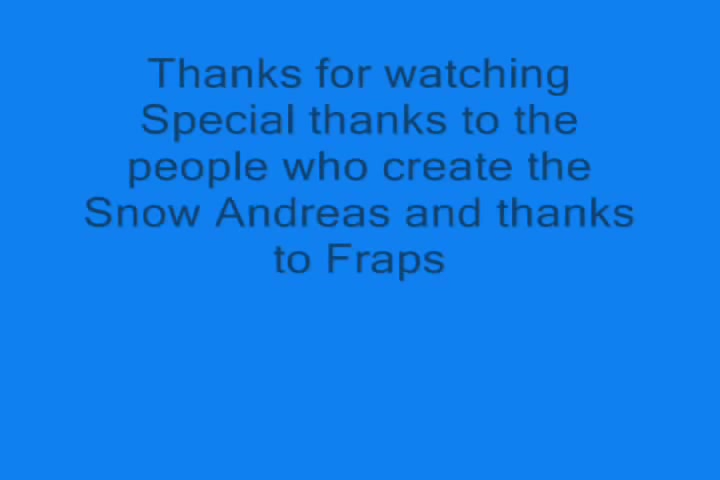 Thanks for watching
Special thanks to the
people who create the
Snow Andreas and thanks
to Fraps